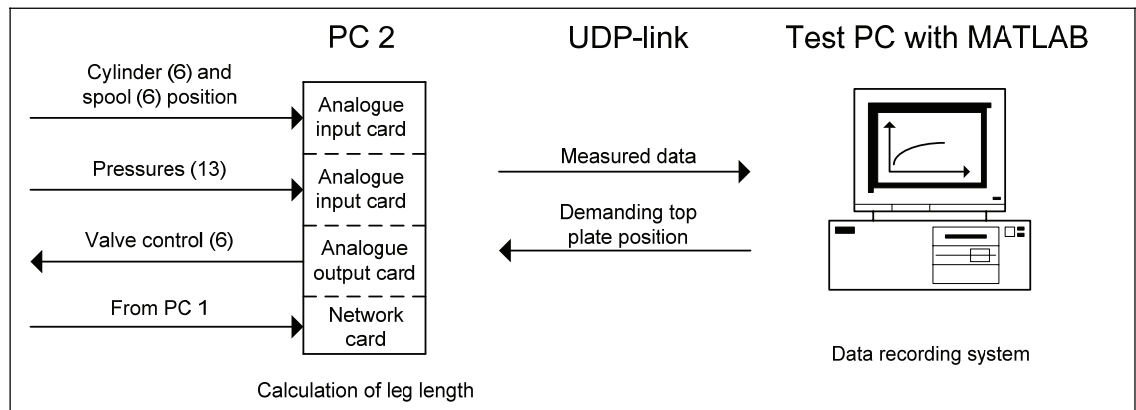 PC 2
UDP-link
Test PC with MATLAB
Cylinder (6) and
spool (6) position
Analogue
input card
Pressures (13)
Analogue
input card
Valve control (6)
Analogue
output card
From PC 1
Network
card
Calculation of leg length
Measured data
Demanding top
plate position
Data recording system